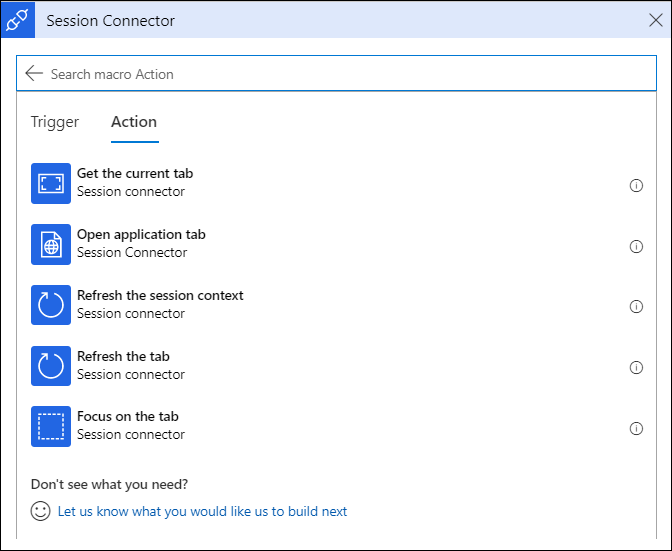 Session Connector
Search macro Action
Trigger Action
Get the current tab
Session connector
Open application tab
Session Connector
Refresh the session context
Session connector
Refresh the tab
Session connector
Focus on the tab
Session connector
Don't see what you need?
Let us know what you would like us to build next